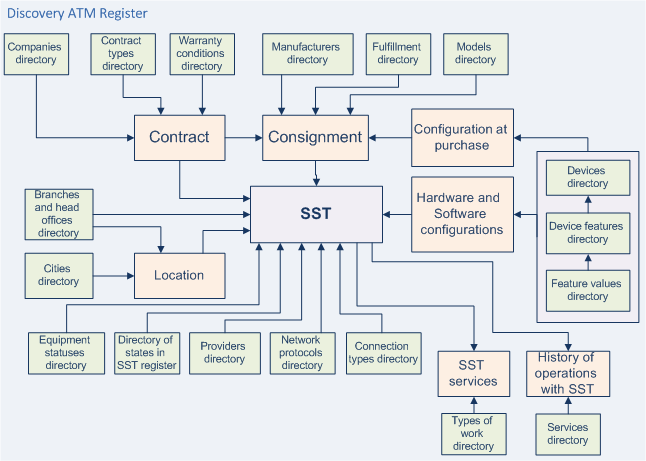 Discovery ATM Register
Companies
directory
Contract
types
directory
Warranty
conditions
directory
Manufacturers
directory
Fulfillment
directory
Models
directory
Contract
Consignment
Configuration at
purchase
Devices
directory
Branches
and head
offices
directory
SST
Hardware and
Software
configurations
Device features
directory
Cities
directory
Location
Feature values
directory
Equipment
statuses
directory
Directory of
states in
SST register
Providers
directory
Network
protocols
directory
Connection
types directory
SST
services
History of
operations
with SST
Types of
work
directory
Services
directory